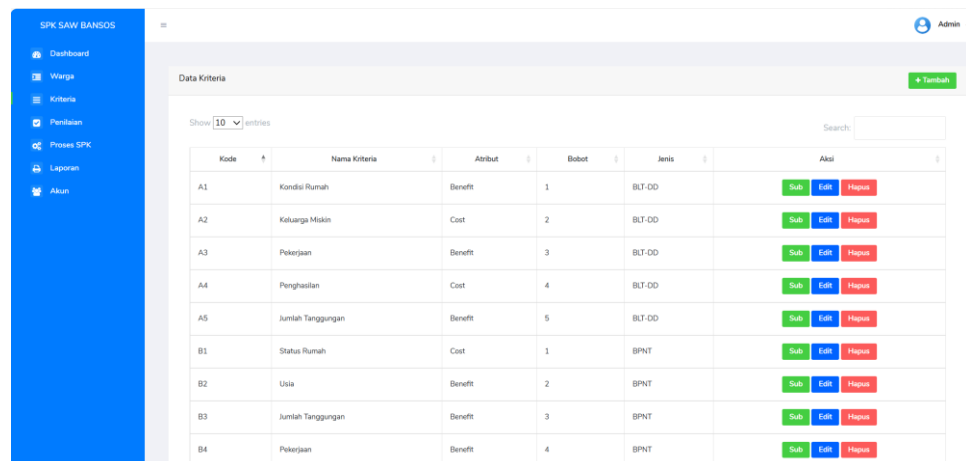 SPK SAW BANSOS
Admin
Dashboard
Warga
Kriteria
Penilaian
Proses SPK
Laporan
Akun
Data Kriteria
+ Tambah
Show 10 entries
Search:
Kode Nama Kriteria Atribut Bobot Jenis Aksi
A1 Kondisi Rumah Benefit 1 BLT-DD Sub Edit Hapus
A2 Keluarga Miskin Cost 2 BLT-DD Sub Edit Hapus
A3 Pekerjaan Benefit 3 BLT-DD Sub Edit Hapus
A4 Penghasilan Cost 4 BLT-DD Sub Edit Hapus
A5 Jumlah Tanggungan Benefit 5 BLT-DD Sub Edit Hapus
B1 Status Rumah Cost 1 BPNT Sub Edit Hapus
B2 Usia Benefit 2 BPNT Sub Edit Hapus
B3 Jumlah Tanggungan Benefit 3 BPNT Sub Edit Hapus
B4 Pekerjaan Benefit 4 BPNT Sub Edit Hapus